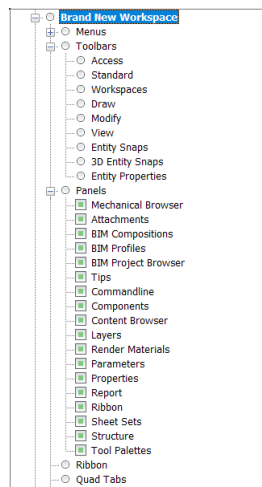 Brand New Workspace
Menus
Toolbars
Access
Standard
Workspaces
Draw
Modify
View
Entity Snaps
3D Entity Snaps
Entity Properties
Panels
Mechanical Browser
Attachments
BIM Compositions
BIM Profiles
BIM Project Browser
Tips
Commandline
Components
Content Browser
Layers
Render Materials
Parameters
Properties
Report
Ribbon
Sheet Sets
Structure
Tool Palettes
Ribbon
Quad Tabs